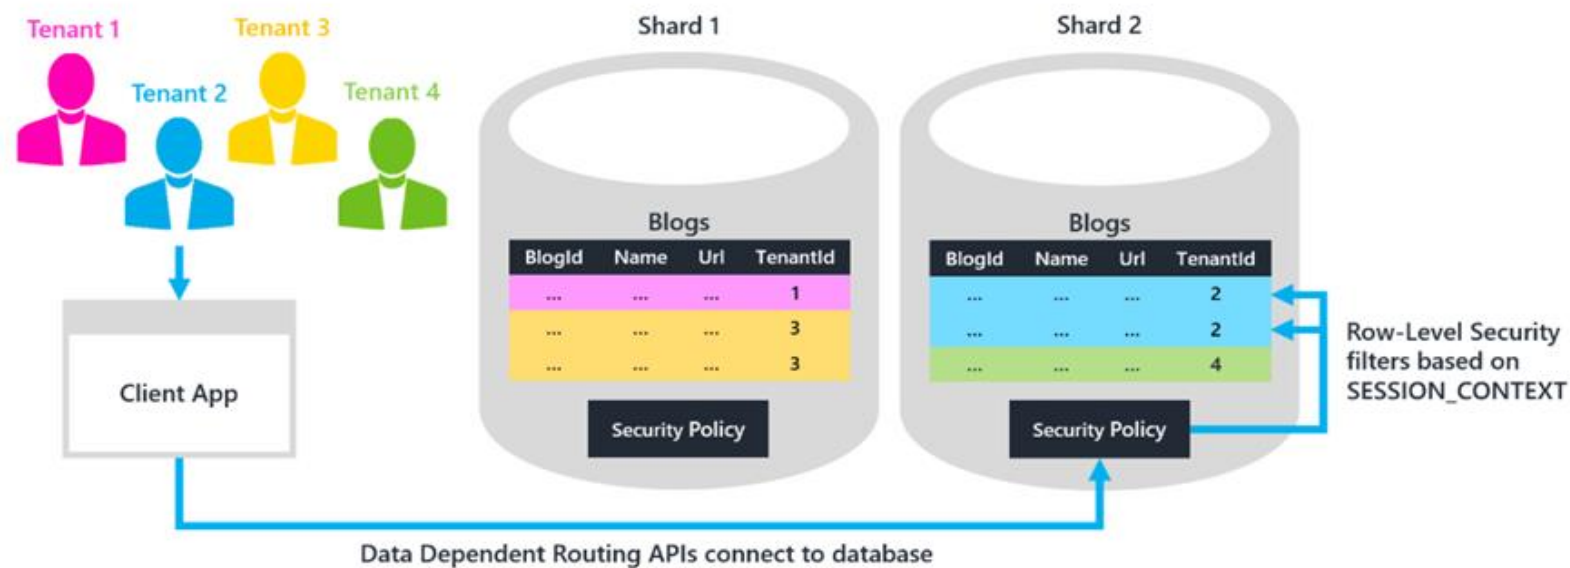 Tenant 1
Tenant 3
Tenant 2
Tenant 4
Client App
Shard 1
Blogs
BlogId Name Url TenantId
... ... ... 1
... ... ... 3
... ... ... 3
Security Policy
Shard 2
Blogs
BlogId Name Url TenantId
... ... ... 2
... ... ... 2
... ... ... 4
Security Policy
Row-Level Security
filters based on
SESSION_CONTEXT
Data Dependent Routing APIs connect to database